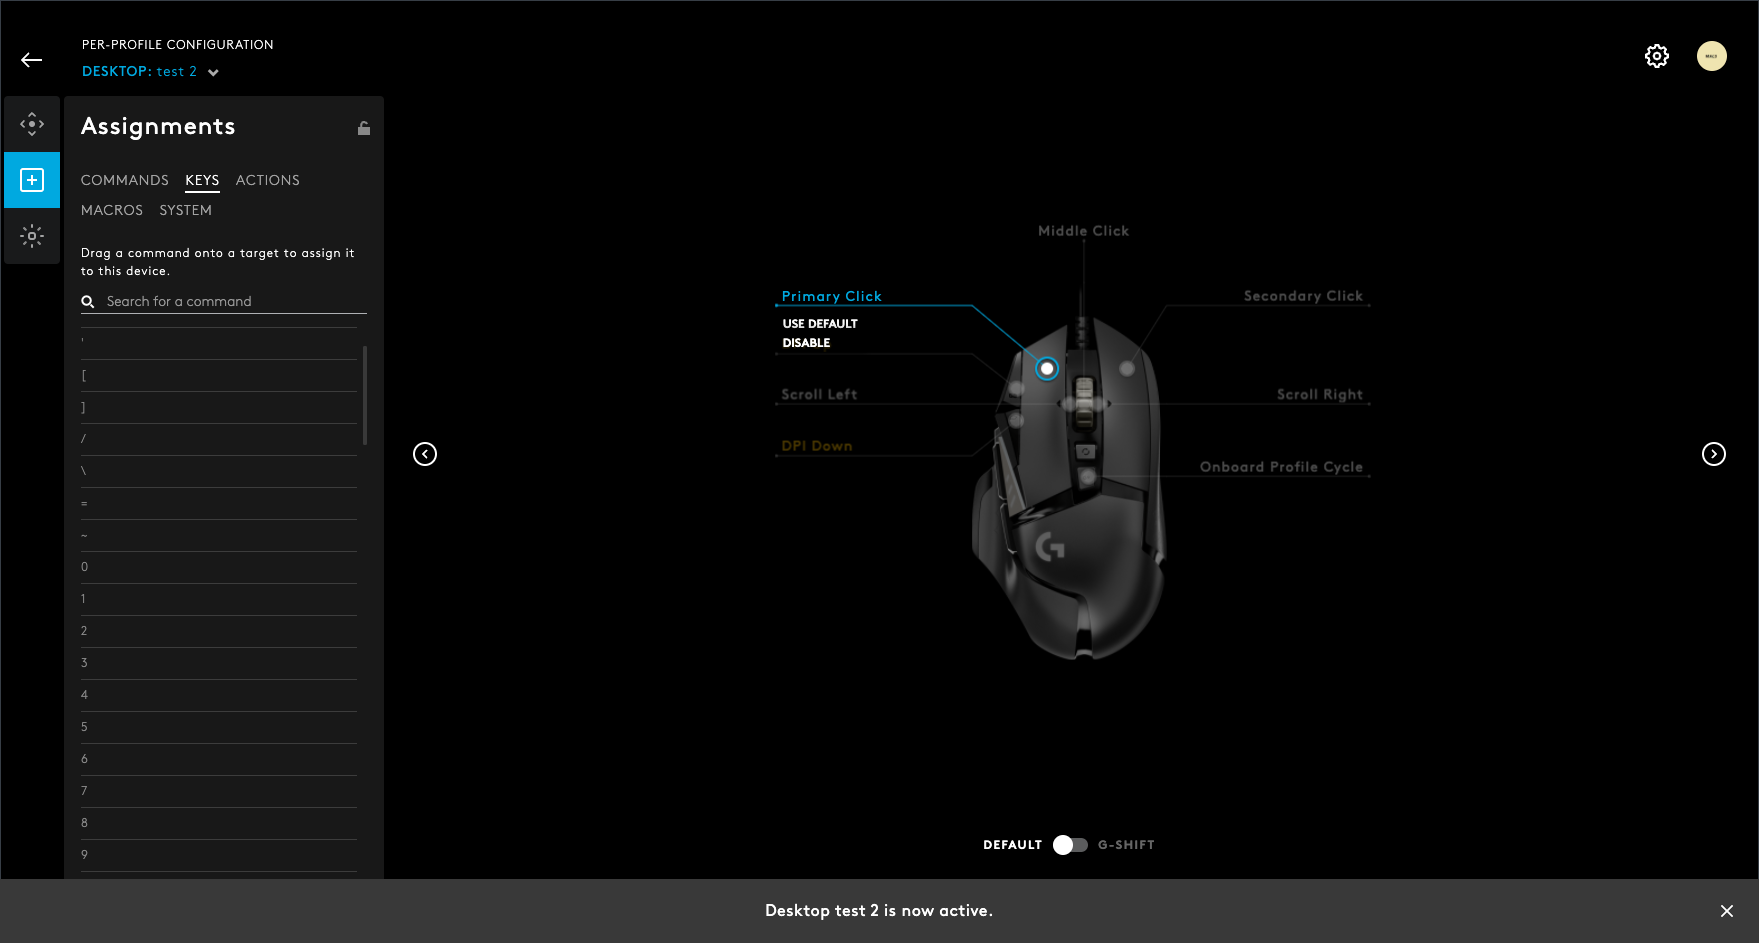 PER-PROFILE CONFIGURATION
DESKTOP: test 2
Assignments
COMMANDS KEYS ACTIONS
MACROS SYSTEM
Drag a command onto a target to assign it
to this device.
Search for a command
'
[
]
/
\
=
~
0
1
2
3
4
5
6
7
8
9
Middle Click
Primary Click
Secondary Click
USE DEFAULT
DISABLE
Scroll Left
Scroll Right
DPI Down
Onboard Profile Cycle
DEFAULT G-SHIFT
Desktop test 2 is now active.